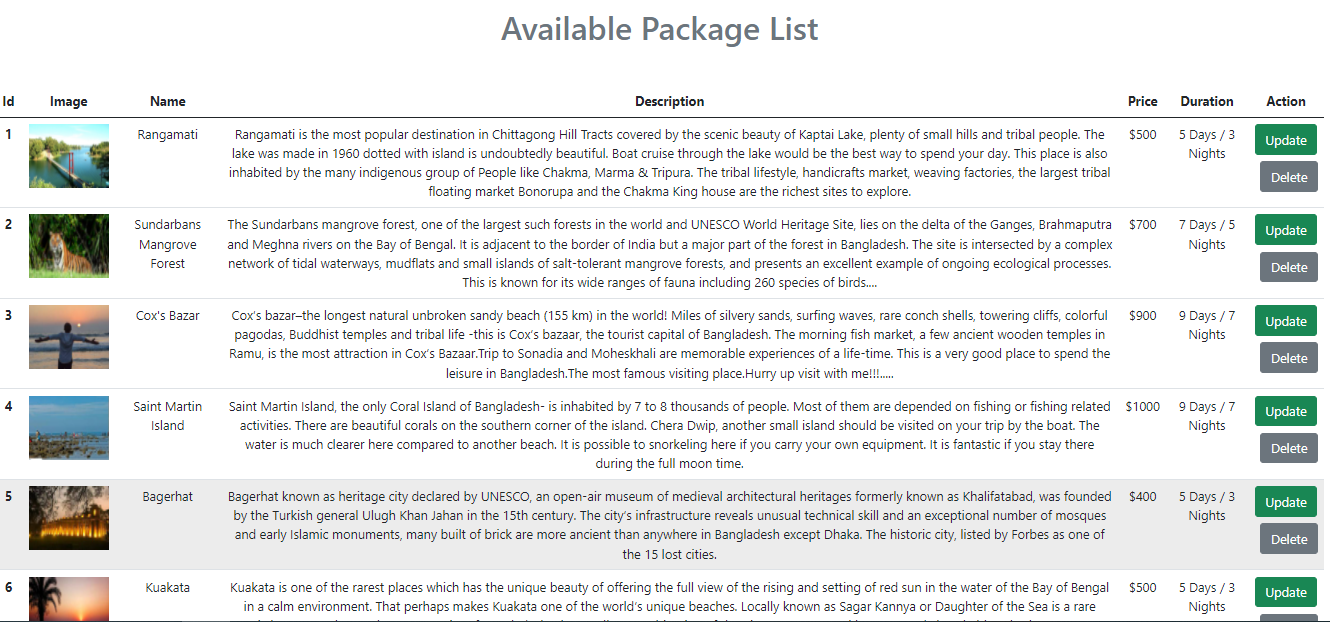 Available Package List
Id Image Name Description Price Duration Action
1 Rangamati Rangamati is the most popular destination in Chittagong Hill Tracts covered by the scenic beauty of Kaptai Lake, plenty of small hills and tribal people. The $500 5 Days / 3 Update
lake was made in 1960 dotted with island is undoubtedly beautiful. Boat cruise through the lake would be the best way to spend your day. This place is also Nights
inhabited by the many indigenous group of People like Chakma, Marma & Tripura. The tribal lifestyle, handicrafts market, weaving factories, the largest tribal Delete
floating market Bonorupa and the Chakma King house are the richest sites to explore.
2 Sundarbans The Sundarbans mangrove forest, one of the largest such forests in the world and UNESCO World Heritage Site, lies on the delta of the Ganges, Brahmaputra $700 7 Days / 5 Update
Mangrove and Meghna rivers on the Bay of Bengal. It is adjacent to the border of India but a major part of the forest in Bangladesh. The site is intersected by a complex Nights
Forest network of tidal waterways, mudflats and small islands of salt-tolerant mangrove forests, and presents an excellent example of ongoing ecological processes. Delete
This is known for its wide ranges of fauna including 260 species of birds....
3 Cox's Bazar Cox's bazar–the longest natural unbroken sandy beach (155 km) in the world! Miles of silvery sands, surfing waves, rare conch shells, towering cliffs, colorful $900 9 Days / 7 Update
pagodas, Buddhist temples and tribal life -this is Cox's bazaar, the tourist capital of Bangladesh. The morning fish market, a few ancient wooden temples in Nights
Ramu, is the most attraction in Cox's Bazaar.Trip to Sonadia and Moheskhali are memorable experiences of a life-time. This is a very good place to spend the Delete
leisure in Bangladesh.The most famous visiting place.Hurry up visit with me!!!.....
4 Saint Martin Saint Martin Island, the only Coral Island of Bangladesh- is inhabited by 7 to 8 thousands of people. Most of them are depended on fishing or fishing related $1000 9 Days / 7 Update
Island activities. There are beautiful corals on the southern corner of the island. Chera Dwip, another small island should be visited on your trip by the boat. The Nights
water is much clearer here compared to another beach. It is possible to snorkeling here if you carry your own equipment. It is fantastic if you stay there Delete
during the full moon time.
5 Bagerhat Bagerhat known as heritage city declared by UNESCO, an open-air museum of medieval architectural heritages formerly known as Khalifatabad, was founded $400 5 Days / 3 Update
by the Turkish general Ulugh Khan Jahan in the 15th century. The city's infrastructure reveals unusual technical skill and an exceptional number of mosques Nights
and early Islamic monuments, many built of brick are more ancient than anywhere in Bangladesh except Dhaka. The historic city, listed by Forbes as one of Delete
the 15 lost cities.
6 Kuakata Kuakata is one of the rarest places which has the unique beauty of offering the full view of the rising and setting of red sun in the water of the Bay of Bengal $500 5 Days / 3 Update
in a calm environment. That perhaps makes Kuakata one of the world's unique beaches. Locally known as Sagar Kannya or Daughter of the Sea is a rare Nights